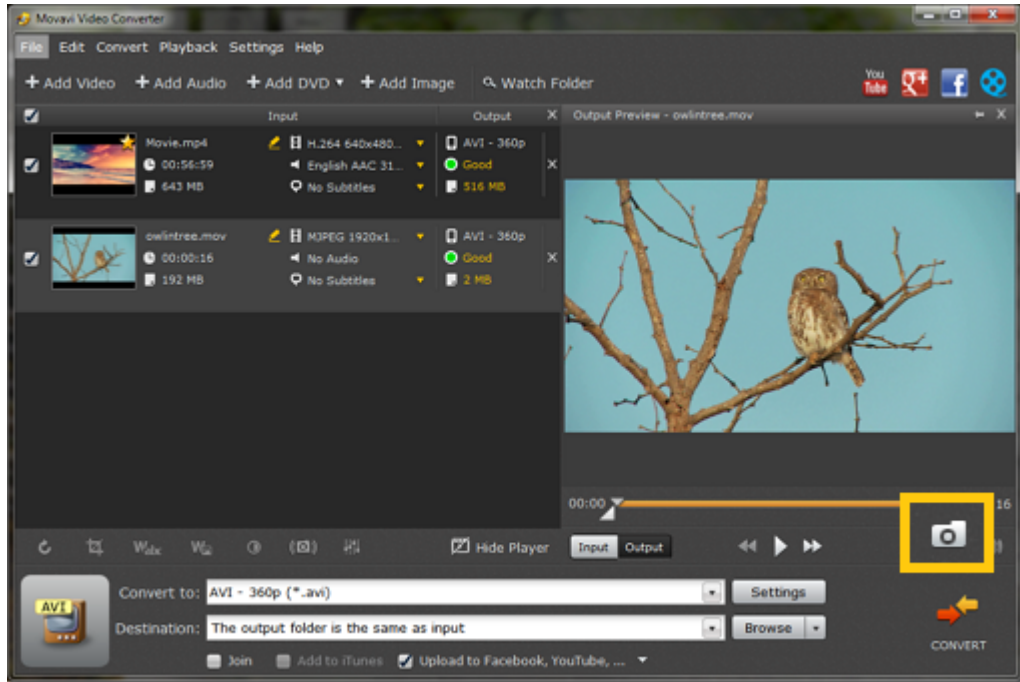 Movavi Video Converter
File Edit Convert Playback Settings Help
+ Add Video + Add Audio + Add DVD + Add Image Watch Folder
You Tube
Input Output X Output Preview - owlintree.mov X
Movie.mp4 H.264 640x480... AVI - 360p
00:56:59 English AAC 31... Good X
643 MB No Subtitles 516 MB
owlintree.mov MJPEG 1920x1... AVI - 360p
00:00:16 No Audio Good X
192 MB No Subtitles 2 MB
00:00 16
Hide Player Input Output
Convert to: AVI - 360p (*.avi) Settings
AVI
Destination: The output folder is the same as input Browse
CONVERT
Join Add to iTunes Upload to Facebook, YouTube, ...